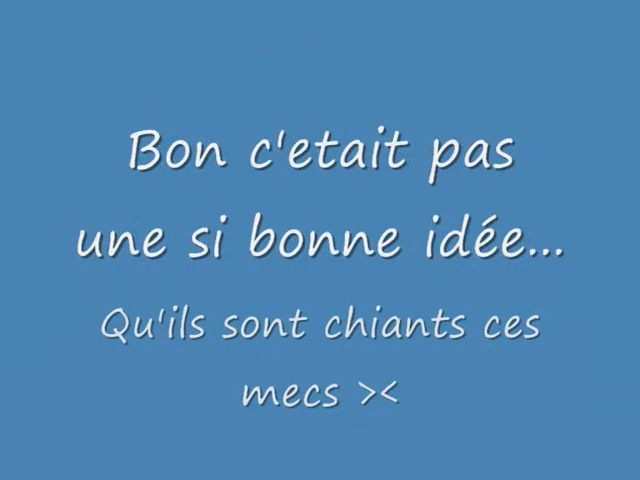 Bon c'etait pas
une si bonne idée...
Qu'ils sont chiants ces
mecs ><